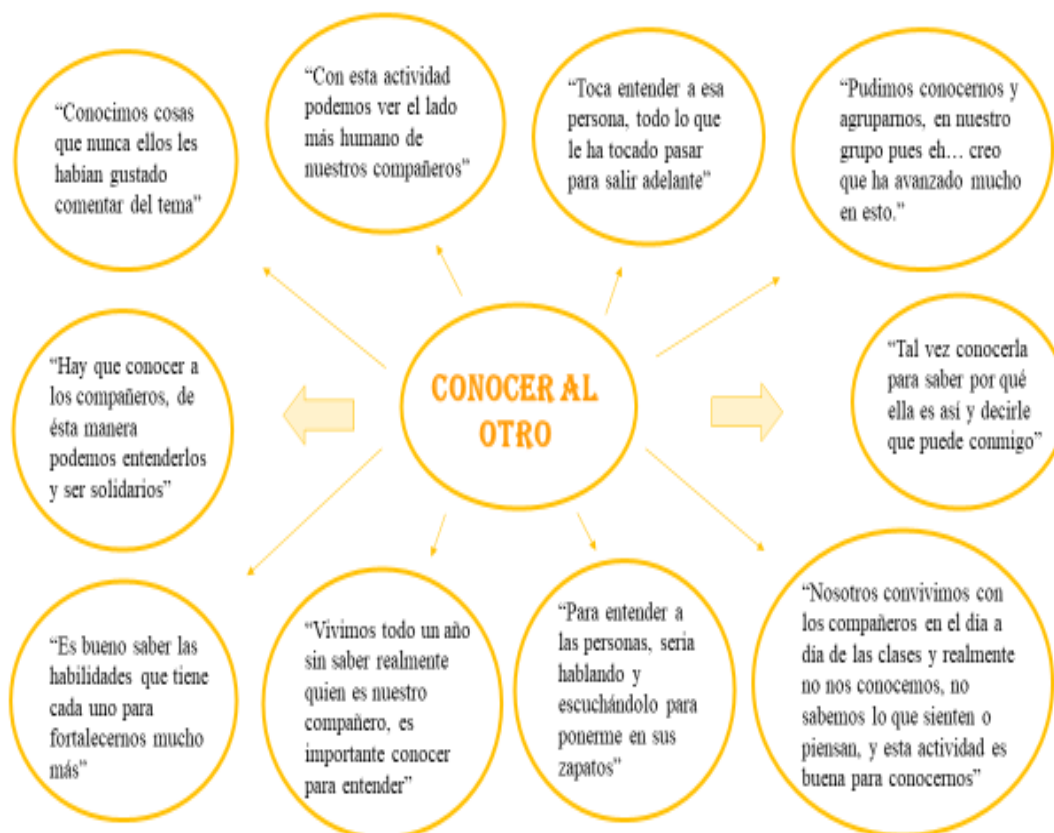 “Conocimos cosas
que nunca ellos les
habian gustado
comentar del tema”
“Con esta actividad
podemos ver el lado
más humano de
nuestros compañeros”
“Toca entender a esa
persona, todo lo que
le ha tocado pasar
para salir adelante”
“Pudimos conocernos y
agruparnos, en nuestro
grupo pues eh... creo
que ha avanzado mucho
en esto.”
“Hay que conocer a
los compañeros, de
ésta manera
podemos entenderlos
y ser solidarios”
CONOCER AL
OTRO
“Tal vez conocerla
para saber por qué
ella es así y decirle
que puede conmigo”
“Es bueno saber las
habilidades que tiene
cada uno para
fortalecernos mucho
más”
“Vivimos todo un año
sin saber realmente
quien es nuestro
compañero, es
importante conocer
para entender”
“Para entender a
las personas, seria
hablando y
escuchándolo para
ponerme en sus
zapatos”
“Nosotros convivimos con
los compañeros en el día a
día de las clases y realmente
no nos conocemos, no
sabemos lo que sienten o
piensan, y esta actividad es
buena para conocernos”